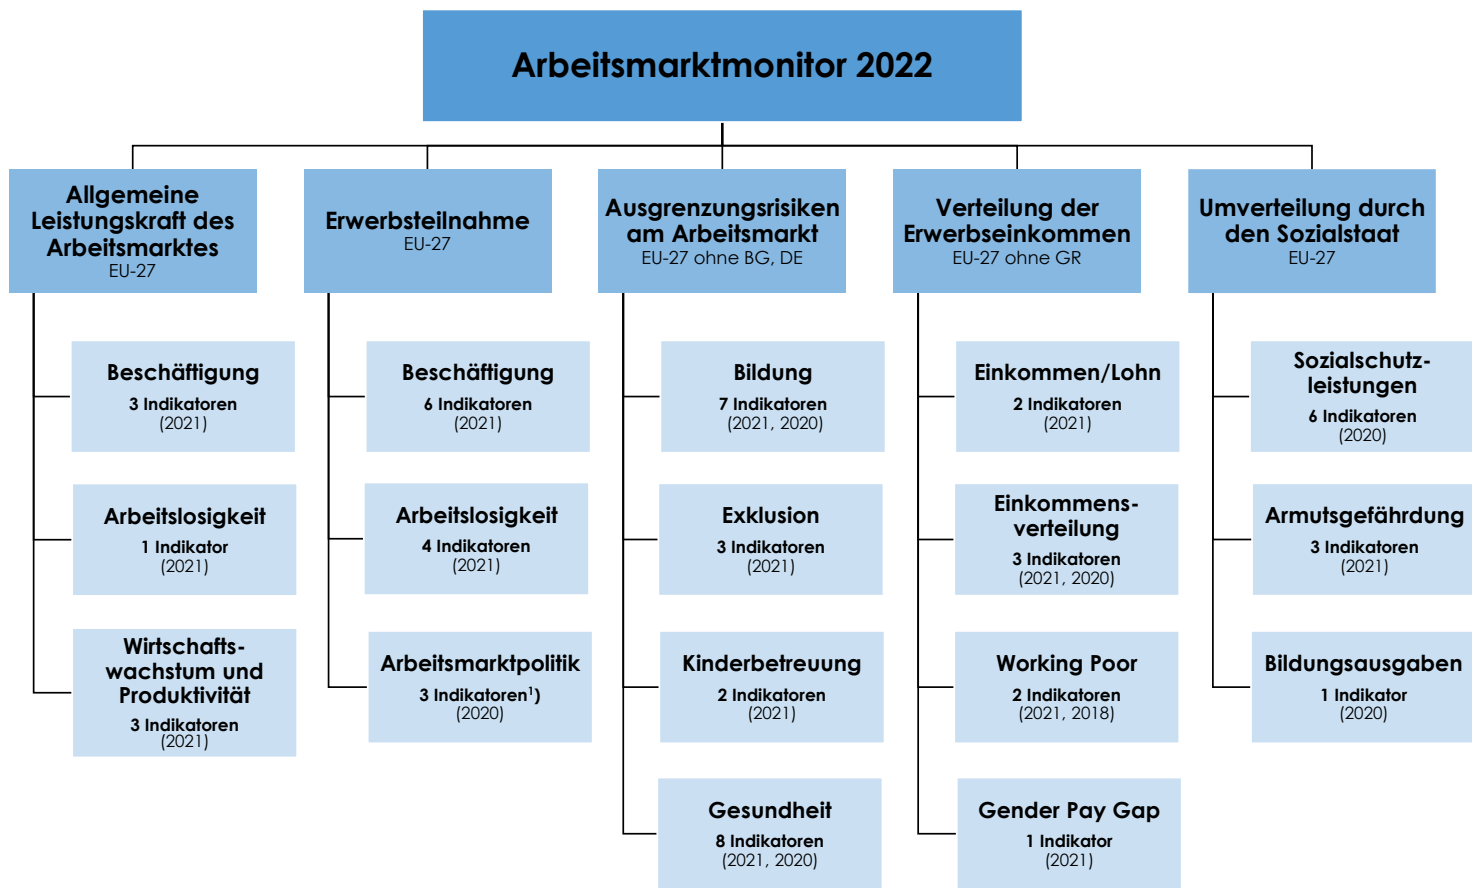 Arbeitsmarktmonitor 2022
Allgemeine
Leistungskraft des
Arbeitsmarktes
EU-27
Erwerbsteilnahme
EU-27
Ausgrenzungsrisiken
am Arbeitsmarkt
EU-27 ohne BG, DE
Verteilung der
Erwerbseinkommen
EU-27 ohne GR
Umverteilung durch
den Sozialstaat
EU-27
Beschäftigung
3 Indikatoren
(2021)
Arbeitslosigkeit
1 Indikator
(2021)
Wirtschafts-
wachstum und
Produktivität
3 Indikatoren
(2021)
Beschäftigung
6 Indikatoren
(2021)
Arbeitslosigkeit
4 Indikatoren
(2021)
Arbeitsmarktpolitik
3 Indikatoren¹)
(2020)
Bildung
7 Indikatoren
(2021, 2020)
Exklusion
3 Indikatoren
(2021)
Kinderbetreuung
2 Indikatoren
(2021)
Gesundheit
8 Indikatoren
(2021, 2020)
Einkommen/Lohn
2 Indikatoren
(2021)
Einkommens-
verteilung
3 Indikatoren
(2021, 2020)
Working Poor
2 Indikatoren
(2021, 2018)
Gender Pay Gap
1 Indikator
(2021)
Sozialschutz-
leistungen
6 Indikatoren
(2020)
Armutsgefährdung
3 Indikatoren
(2021)
Bildungsausgaben
1 Indikator
(2020)